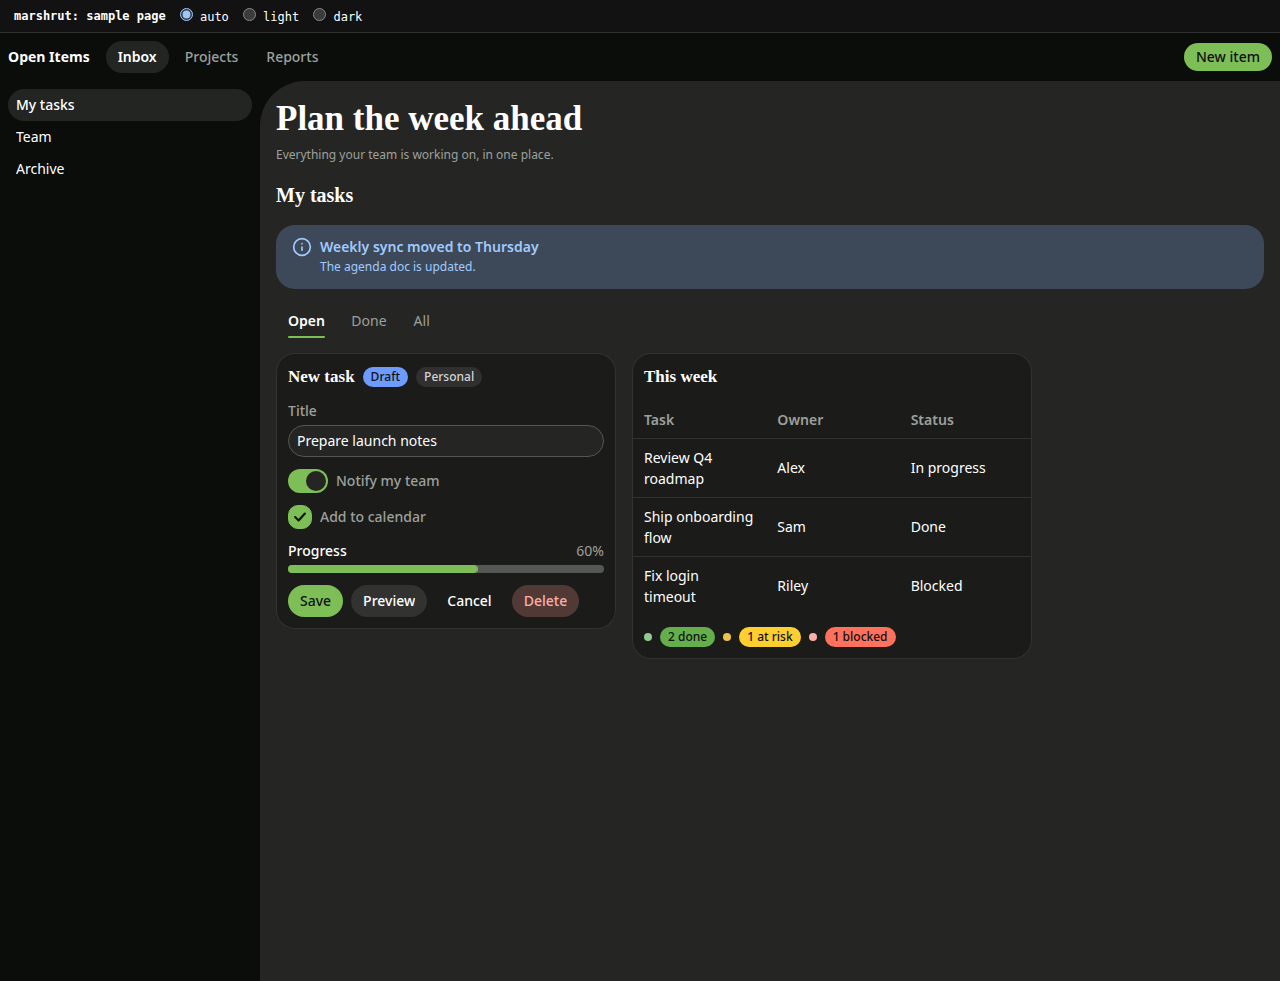 marshrut: sample page auto light dark
Open Items Inbox Projects Reports New item
My tasks
Team
Archive
Plan the week ahead
Everything your team is working on, in one place.
My tasks
Weekly sync moved to Thursday
The agenda doc is updated.
Open Done All
New task Draft Personal
Title
Prepare launch notes
Notify my team
Add to calendar
Progress 60%
Save Preview Cancel Delete
This week
Task Owner Status
Review Q4
roadmap
Alex
In progress
Ship onboarding
flow
Sam
Done
Fix login
timeout
Riley
Blocked
2 done 1 at risk 1 blocked